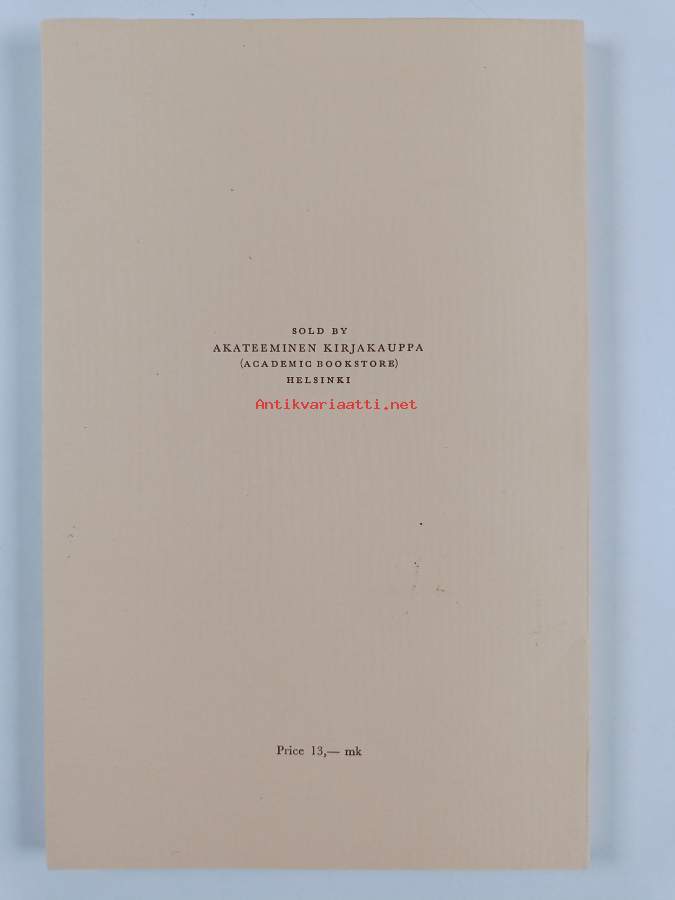 SOLD BY
AKATEEMINEN KIRJAKAUPPA
(ACADEMIC BOOKSTORE)
HELSINKI
Antikvariaatti.net
Price 13,— mk